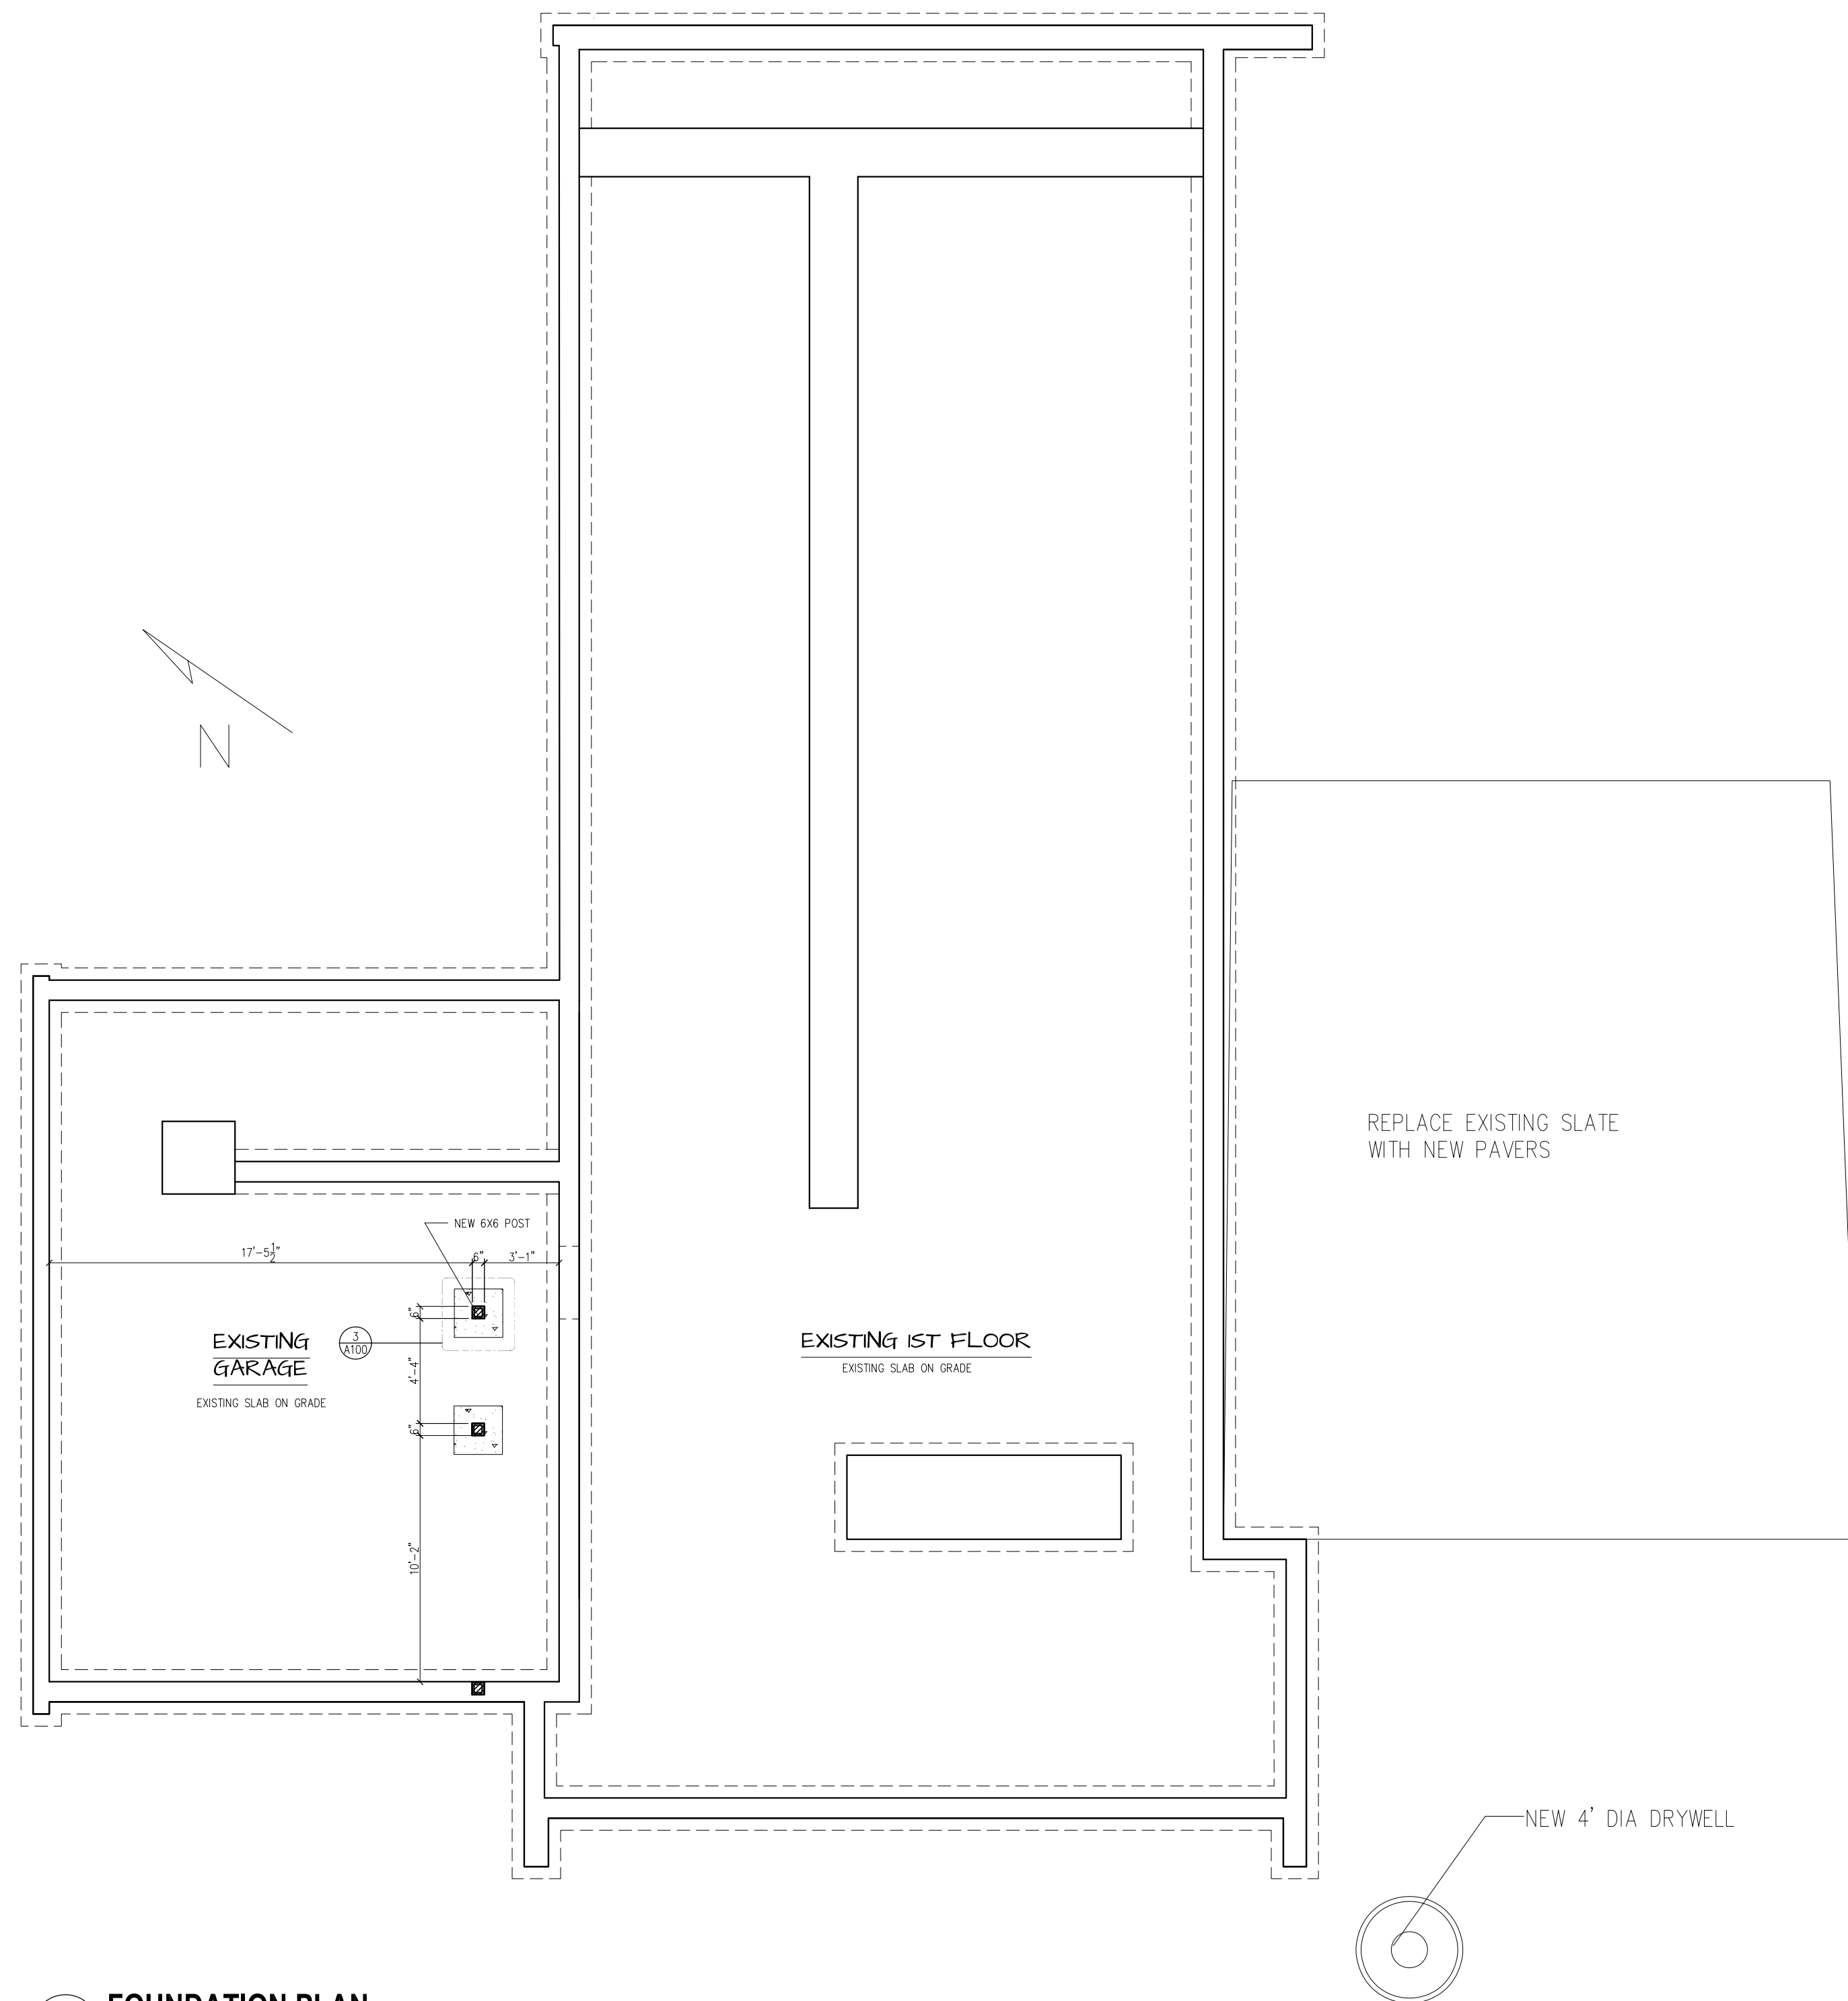 N
NEW 6X6 POST
17'-5 1/2"
6"
3'-1"
6"
EXISTING
GARAGE
EXISTING SLAB ON GRADE
3
A100
4'-4"
6"
10'-2"
EXISTING 1ST FLOOR
EXISTING SLAB ON GRADE
REPLACE EXISTING SLATE
WITH NEW PAVERS
NEW 4' DIA DRYWELL
FOUNDATION PLAN